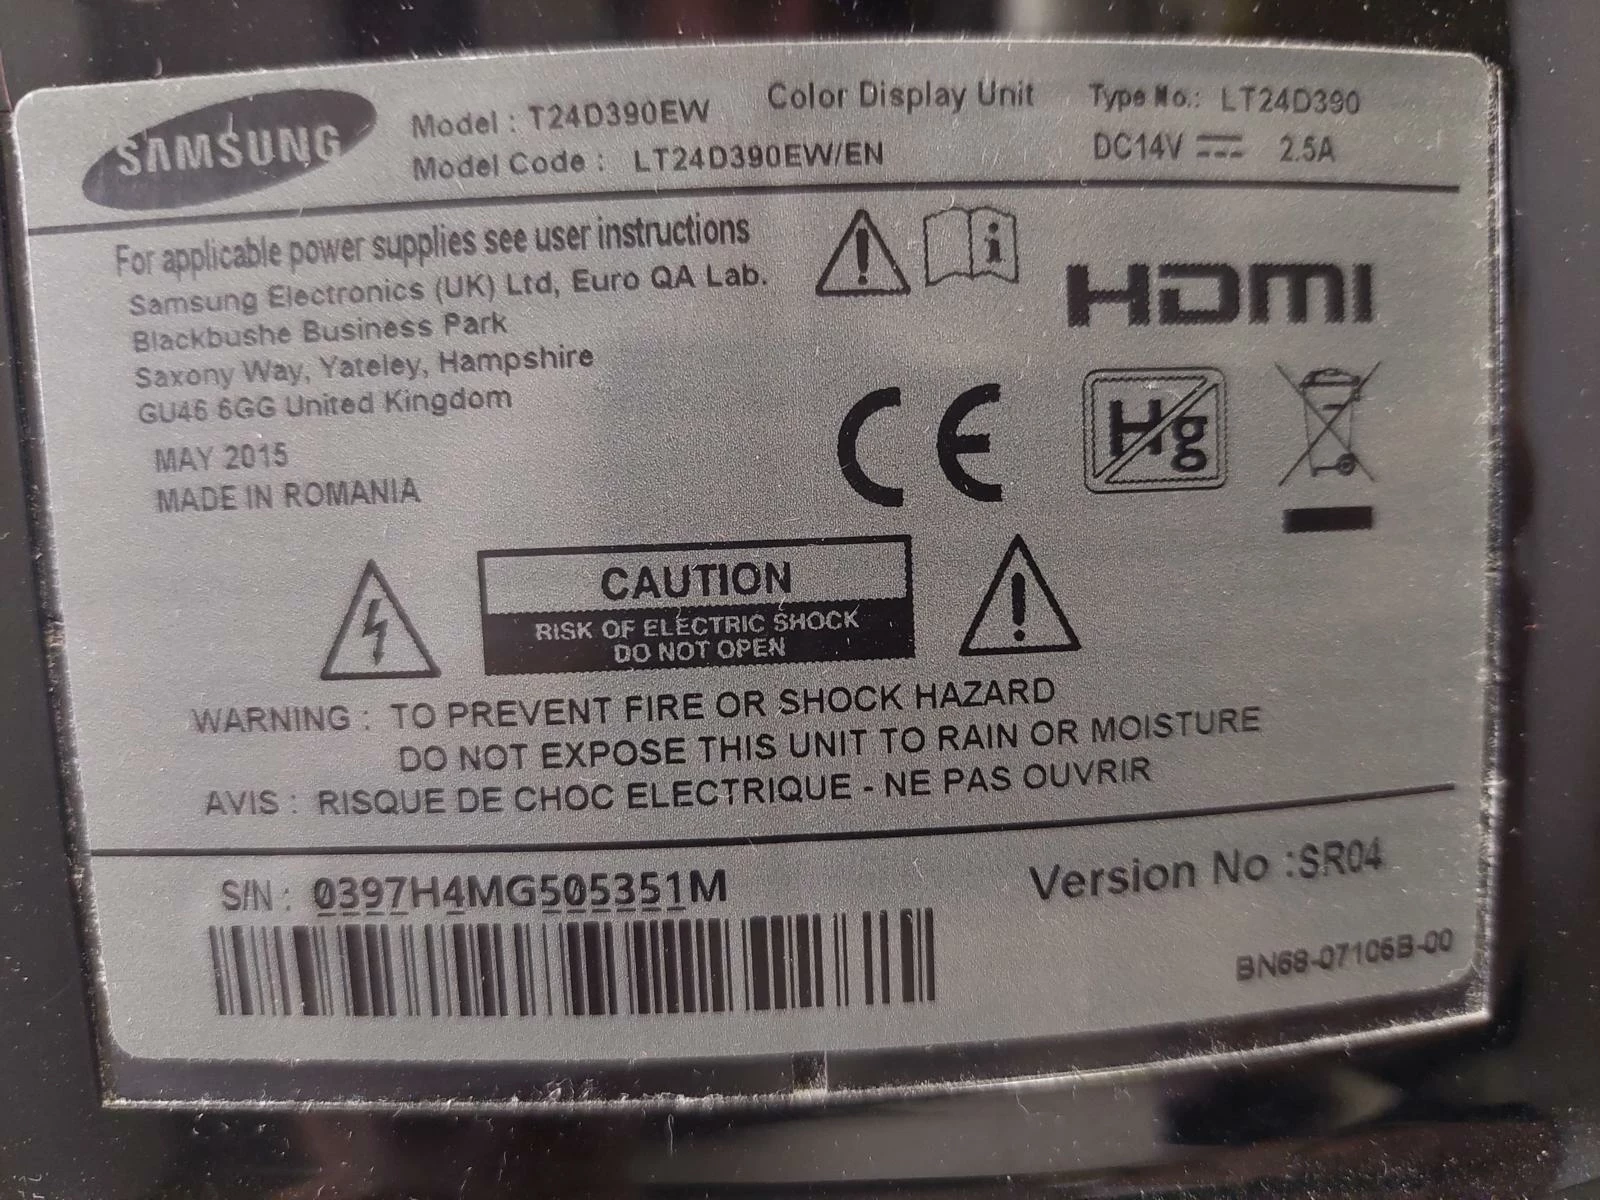 SAMSUNG
Model : T24D390EW
Color Display Unit
Type No.: LT24D390
Model Code : LT24D390EW/EN
DC14V 2.5A
For applicable power supplies see user instructions
Samsung Electronics (UK) Ltd, Euro QA Lab.
Blackbushe Business Park
Saxony Way, Yateley, Hampshire
GU46 6GG United Kingdom
HDMI
CE
Hg
MAY 2015
MADE IN ROMANIA
CAUTION
RISK OF ELECTRIC SHOCK
DO NOT OPEN
WARNING : TO PREVENT FIRE OR SHOCK HAZARD
DO NOT EXPOSE THIS UNIT TO RAIN OR MOISTURE
AVIS : RISQUE DE CHOC ELECTRIQUE - NE PAS OUVRIR
S/N : 0397H4MG505351M
Version No :SR04
BN68-07106B-00